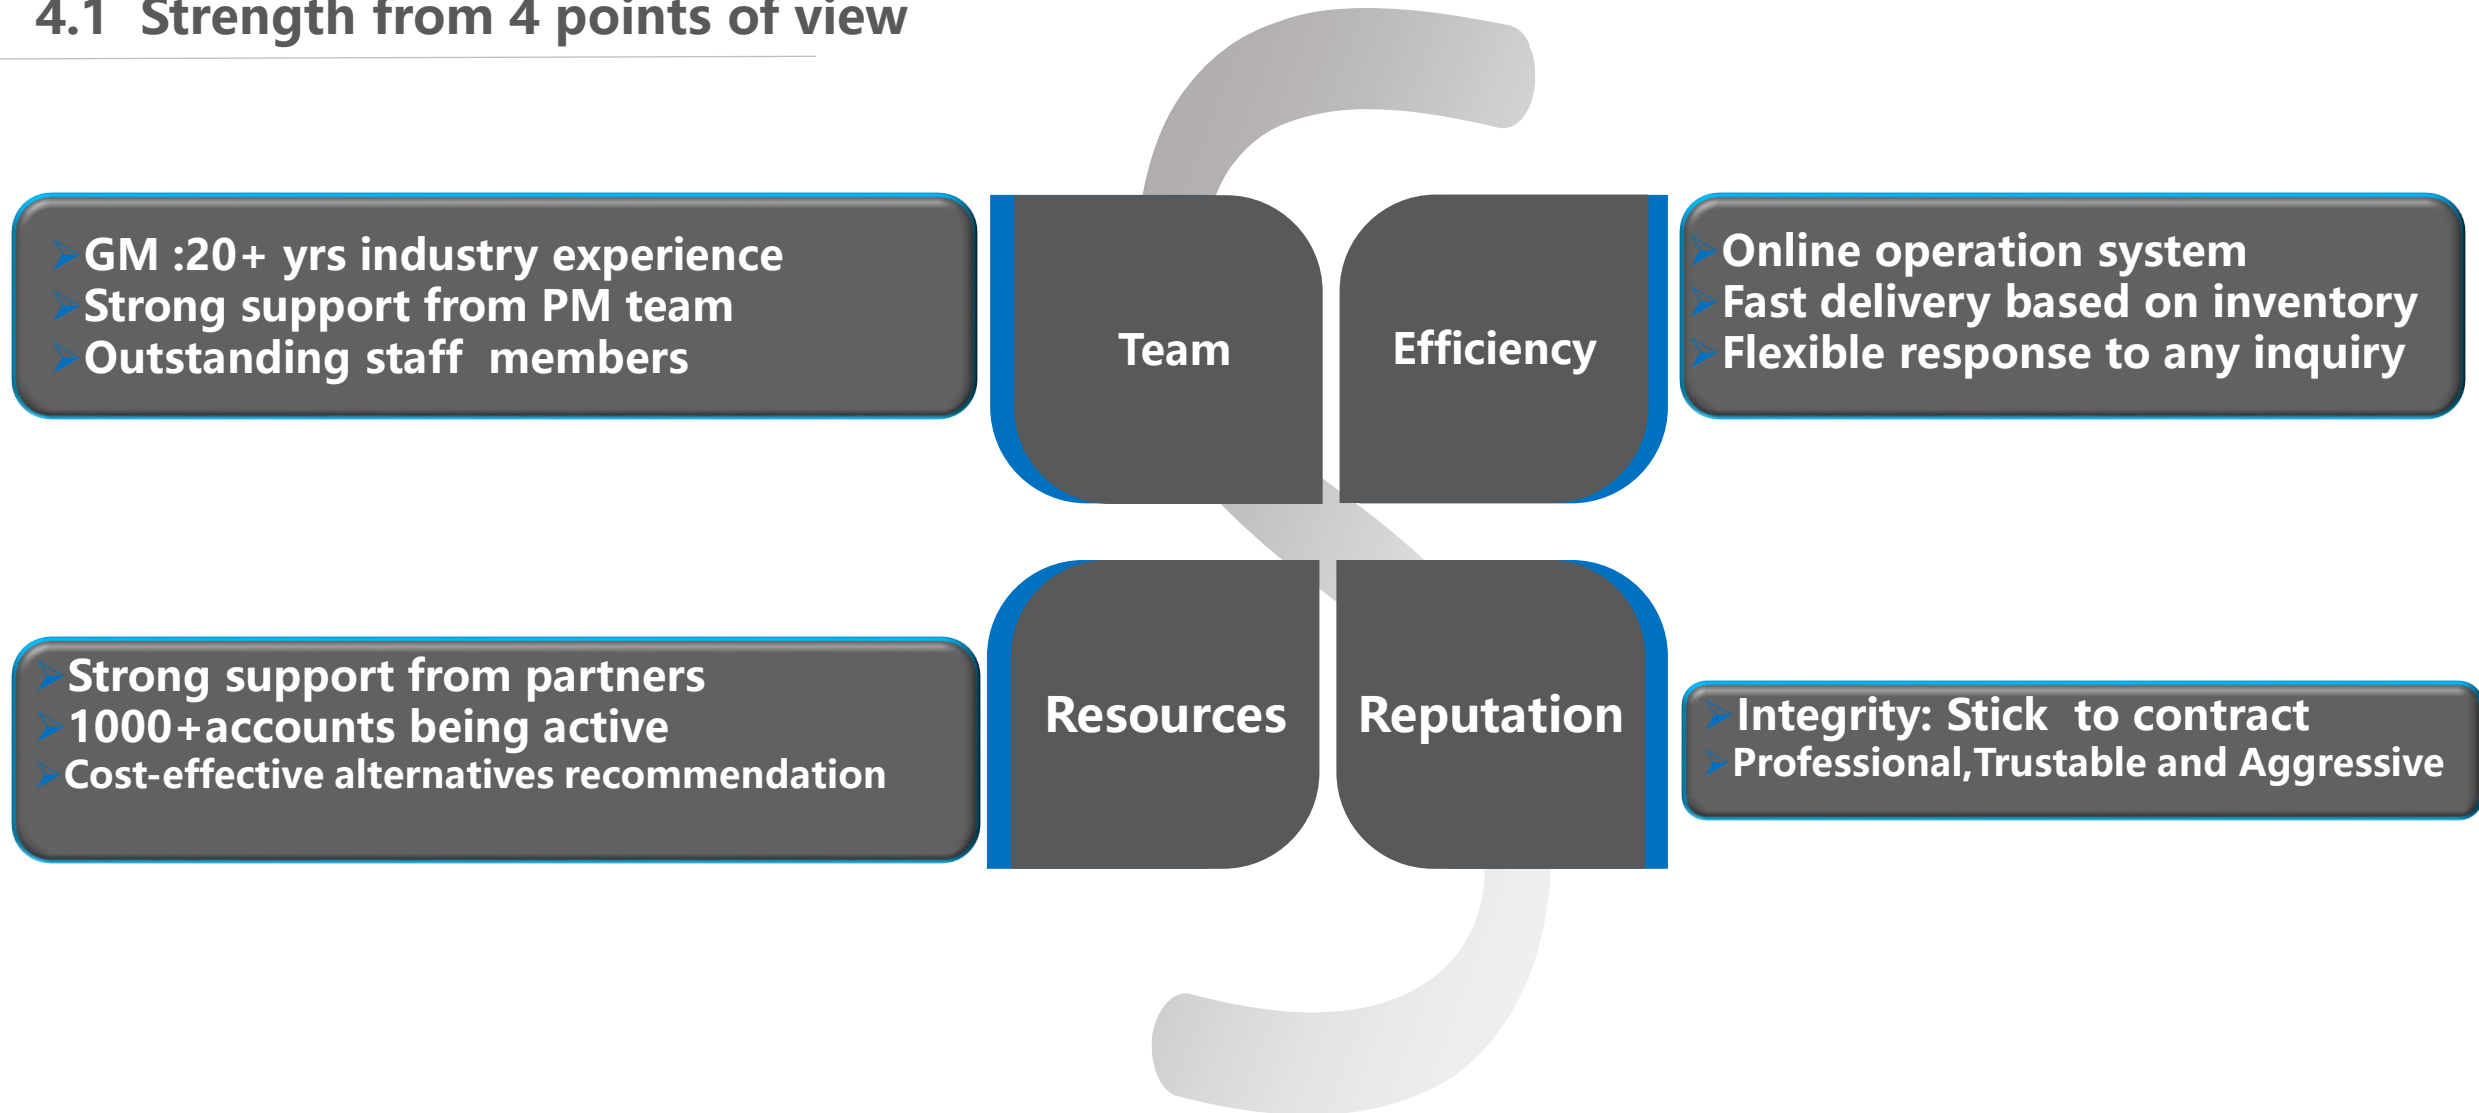 4.1 Strength from 4 points of view
GM :20+ yrs industry experience
Strong support from PM team
Outstanding staff members
Team
Efficiency
Online operation system
Fast delivery based on inventory
Flexible response to any inquiry
Strong support from partners
1000+accounts being active
Cost-effective alternatives recommendation
Resources
Reputation
Integrity: Stick to contract
Professional,Trustable and Aggressive